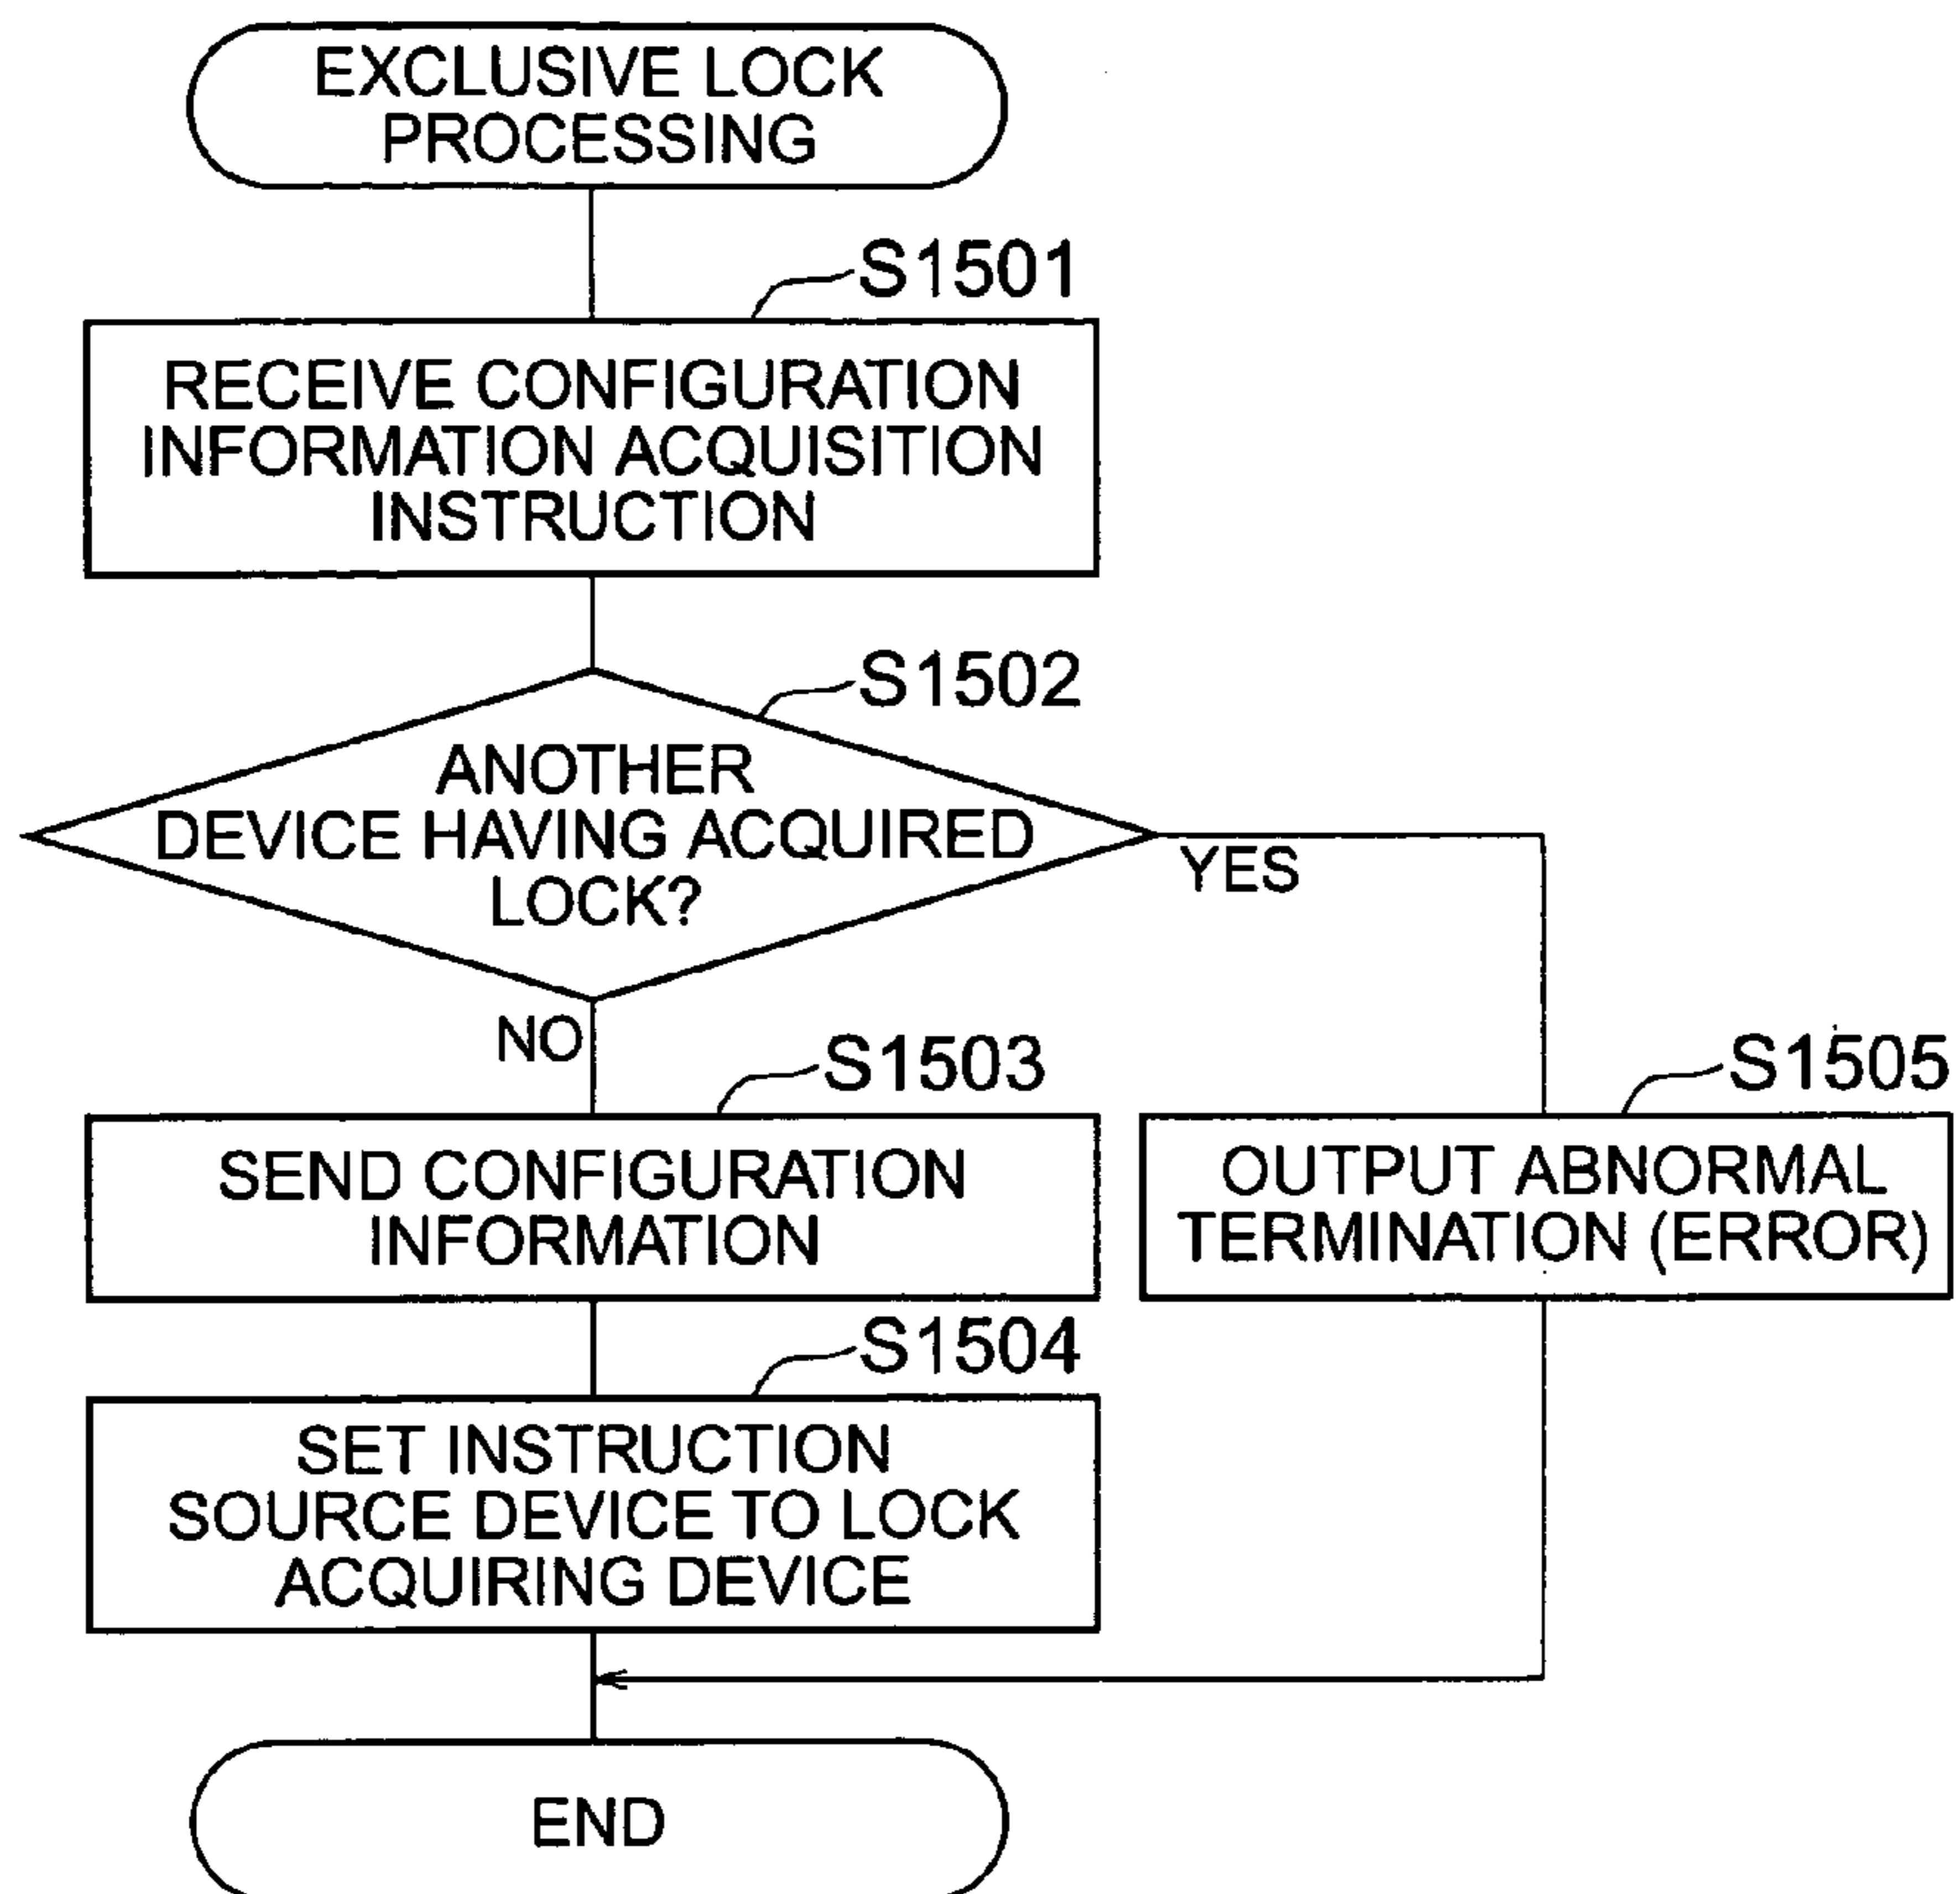 EXCLUSIVE LOCK
PROCESSING
S1501
RECEIVE CONFIGURATION
INFORMATION ACQUISITION
INSTRUCTION
S1502
ANOTHER
DEVICE HAVING ACQUIRED
LOCK?
YES
NO
S1503
SEND CONFIGURATION
INFORMATION
S1505
OUTPUT ABNORMAL
TERMINATION (ERROR)
S1504
SET INSTRUCTION
SOURCE DEVICE TO LOCK
ACQUIRING DEVICE
END